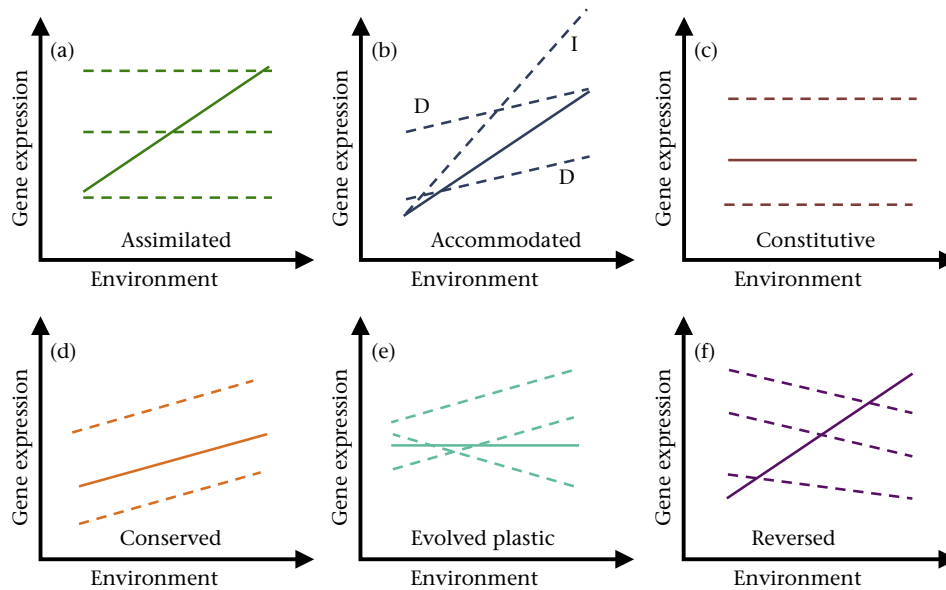 (a)
Gene expression
Assimilated
Environment
(b)
I
D
D
Gene expression
Accommodated
Environment
(c)
Gene expression
Constitutive
Environment
(d)
Gene expression
Conserved
Environment
(e)
Gene expression
Evolved plastic
Environment
(f)
Gene expression
Reversed
Environment